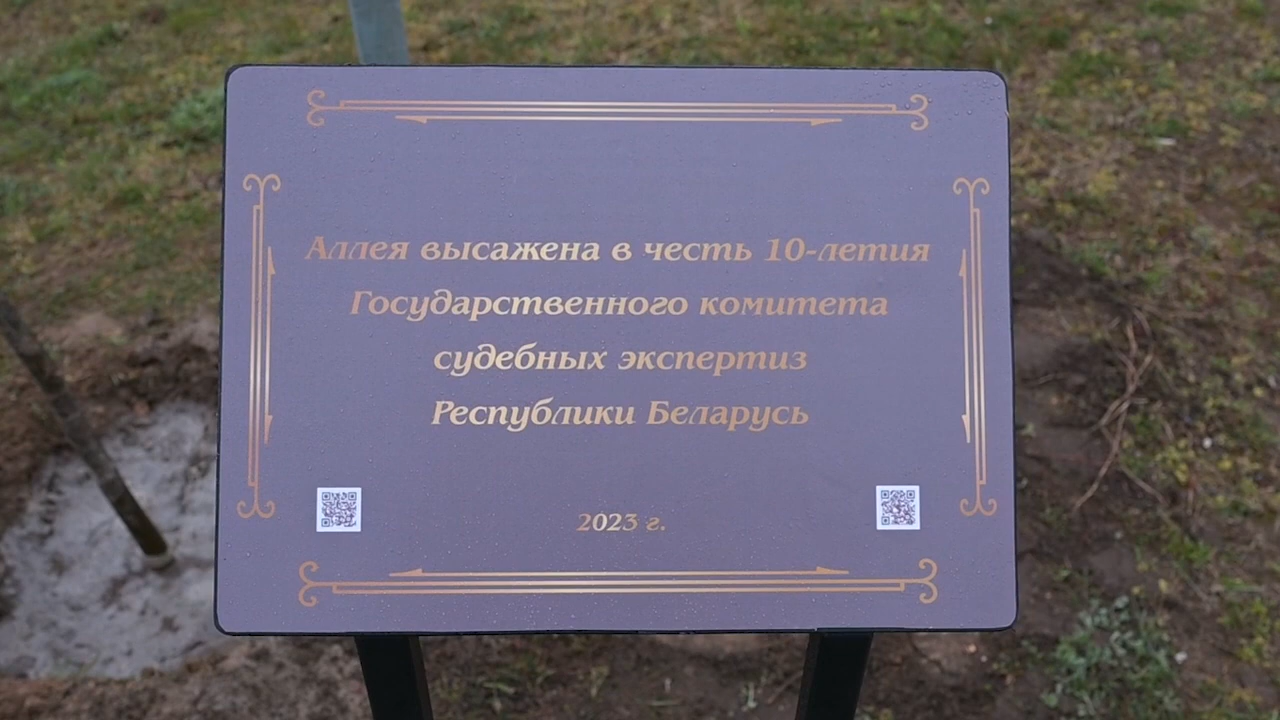 Аллея высажена в честь 10-летия
Государственного комитета
судебных экспертиз
Республики Беларусь
2023 г.